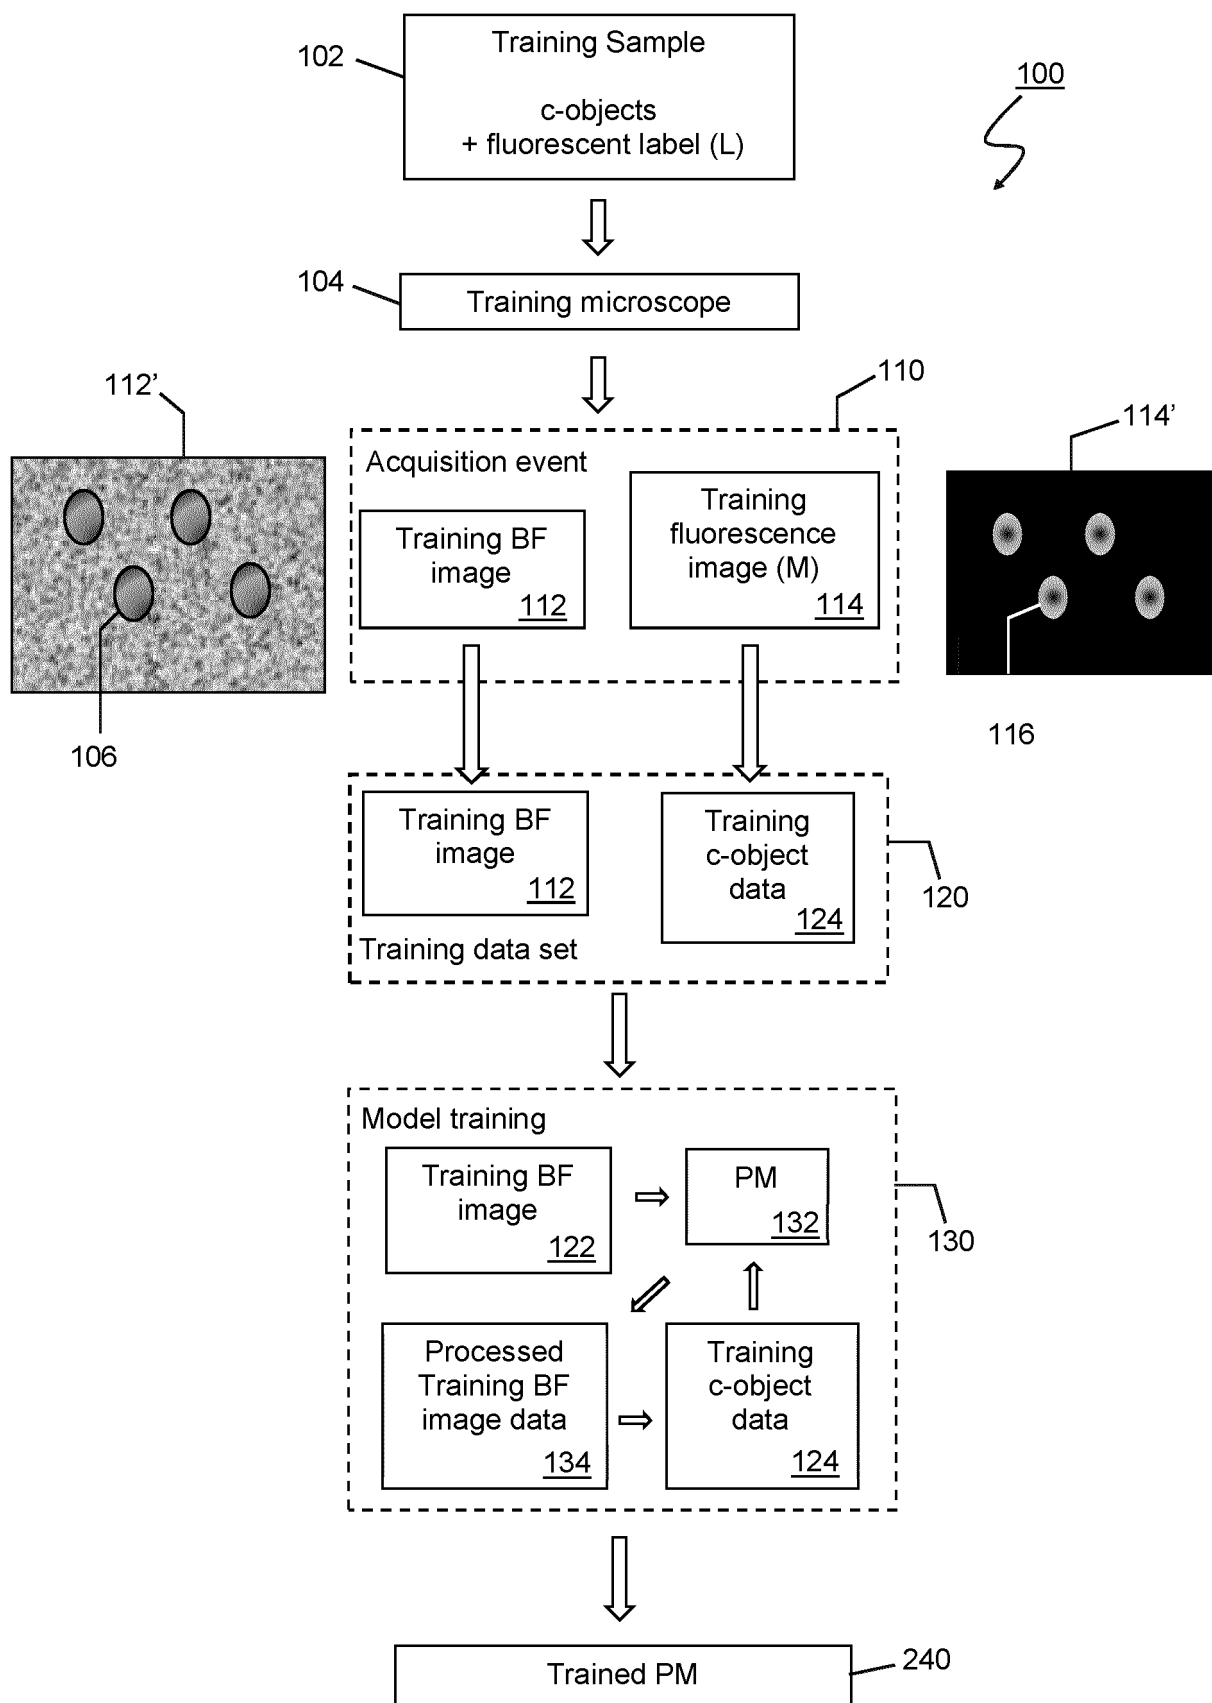 Training Sample
102
100
c-objects
+ fluorescent label (L)
104
Training microscope
112’
110
114’
Acquisition event
Training BF
image
112
Training
fluorescence
image (M)
114
106
116
Training BF
image
112
Training
c-object
data
124
120
Training data set
Model training
Training BF
image
122
PM
132
130
Processed
Training BF
image data
134
Training
c-object
data
124
Trained PM
240